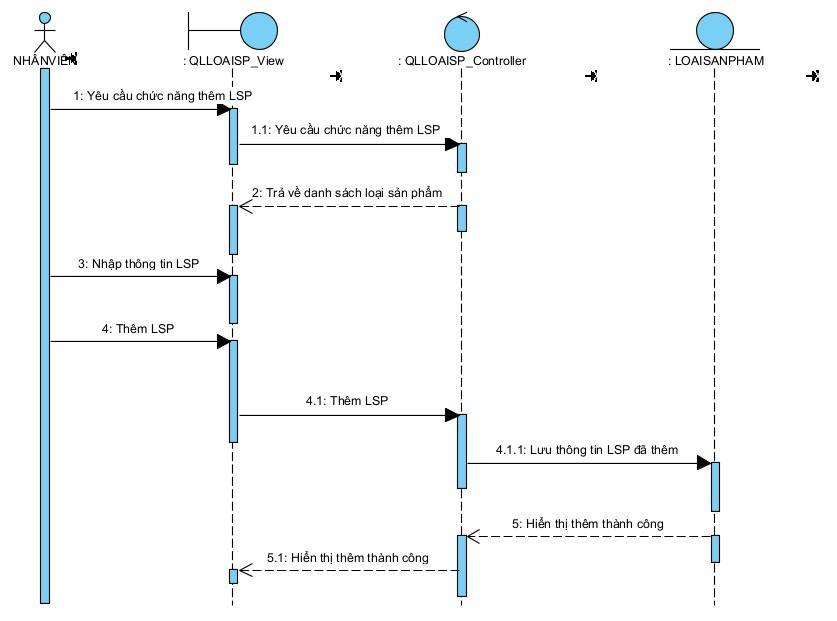 NHÂNVIÊN
: QLLOAISP_View
: QLLOAISP_Controller
: LOAISANPHAM
1: Yêu cầu chức năng thêm LSP
1.1: Yêu cầu chức năng thêm LSP
2: Trả về danh sách loại sản phẩm
3: Nhập thông tin LSP
4: Thêm LSP
4.1: Thêm LSP
4.1.1: Lưu thông tin LSP đã thêm
5: Hiển thị thêm thành công
5.1: Hiển thị thêm thành công